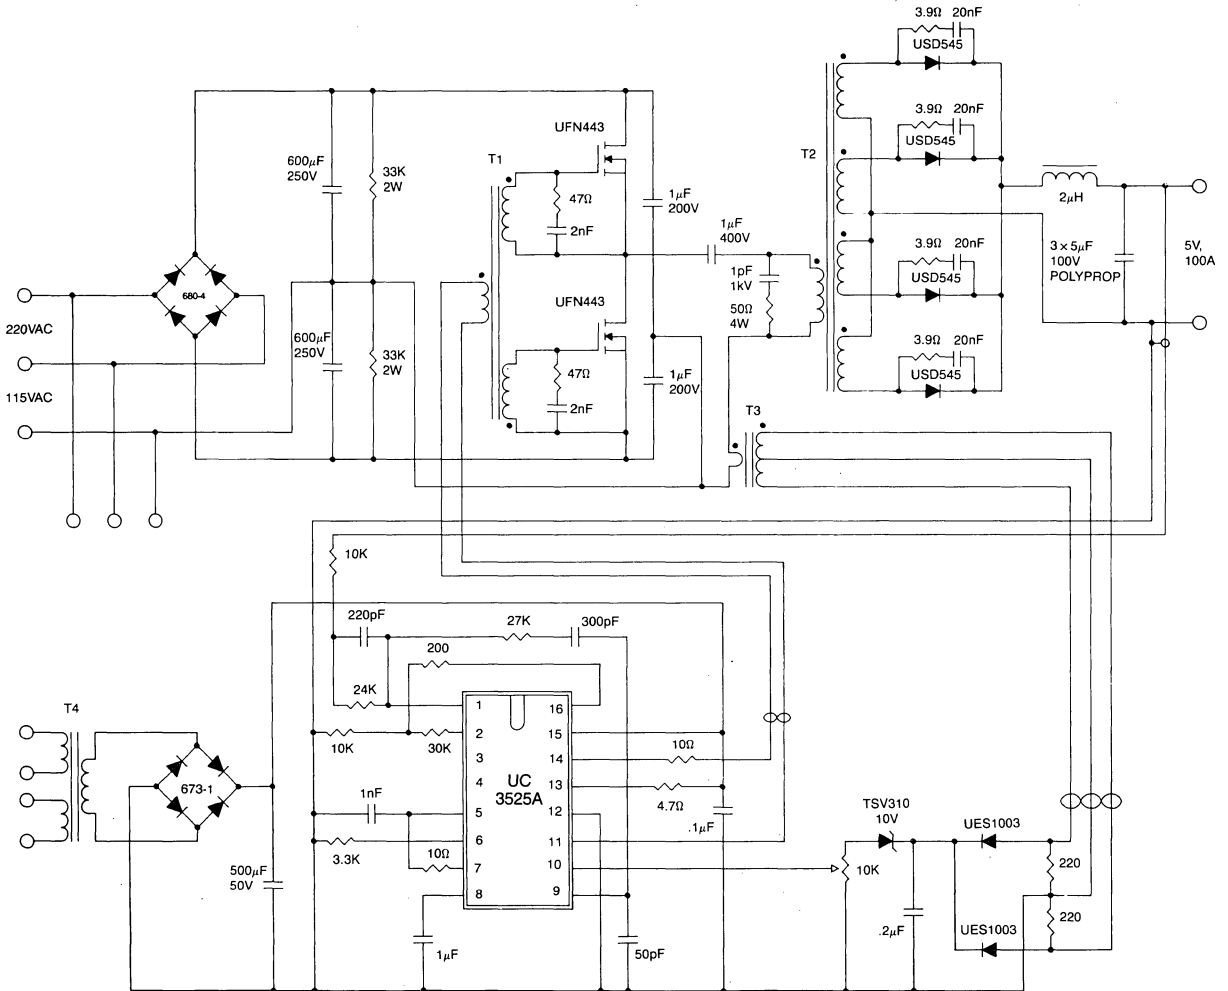 3.9Ω 20nF
USD545
3.9Ω 20nF
USD545
UFN443
T1
T2
600µF
250V
33K
2W
47Ω
2nF
1µF
200V
1µF
400V
2µH
1pF
1kV
50Ω
4W
3.9Ω 20nF
USD545
3×5µF
100V
POLYPROP
5V,
100A
680-4
220VAC
115VAC
UFN443
600µF
250V
33K
2W
47Ω
2nF
1µF
200V
3.9Ω 20nF
USD545
T3
10K
220pF
27K
300pF
200
24K
T4
10K
30K
673-1
1nF
3.3K
10Ω
500µF
50V
1µF
1
2
3
4
5
6
7
8
UC
3525A
16
15
14
13
12
11
10
9
10Ω
4.7Ω
.1µF
50pF
TSV310
10V
10K
UES1003
220
.2µF
UES1003
220